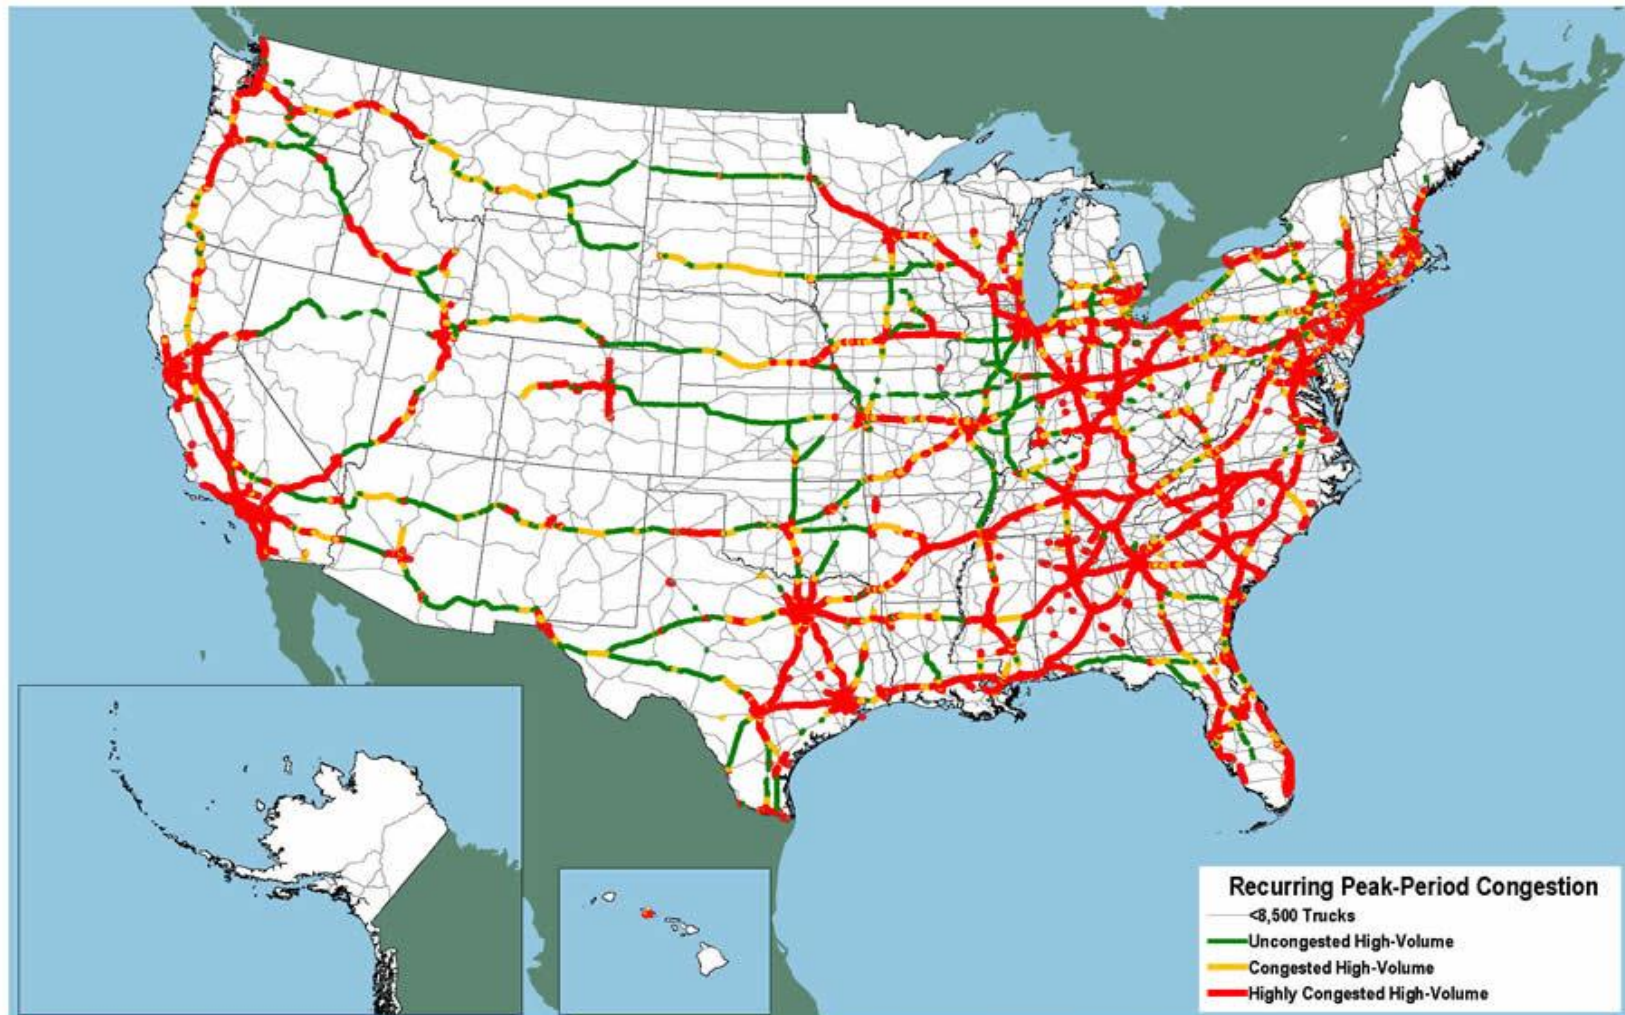 Recurring Peak-Period Congestion
<8,500 Trucks
Uncongested High-Volume
Congested High-Volume
Highly Congested High-Volume